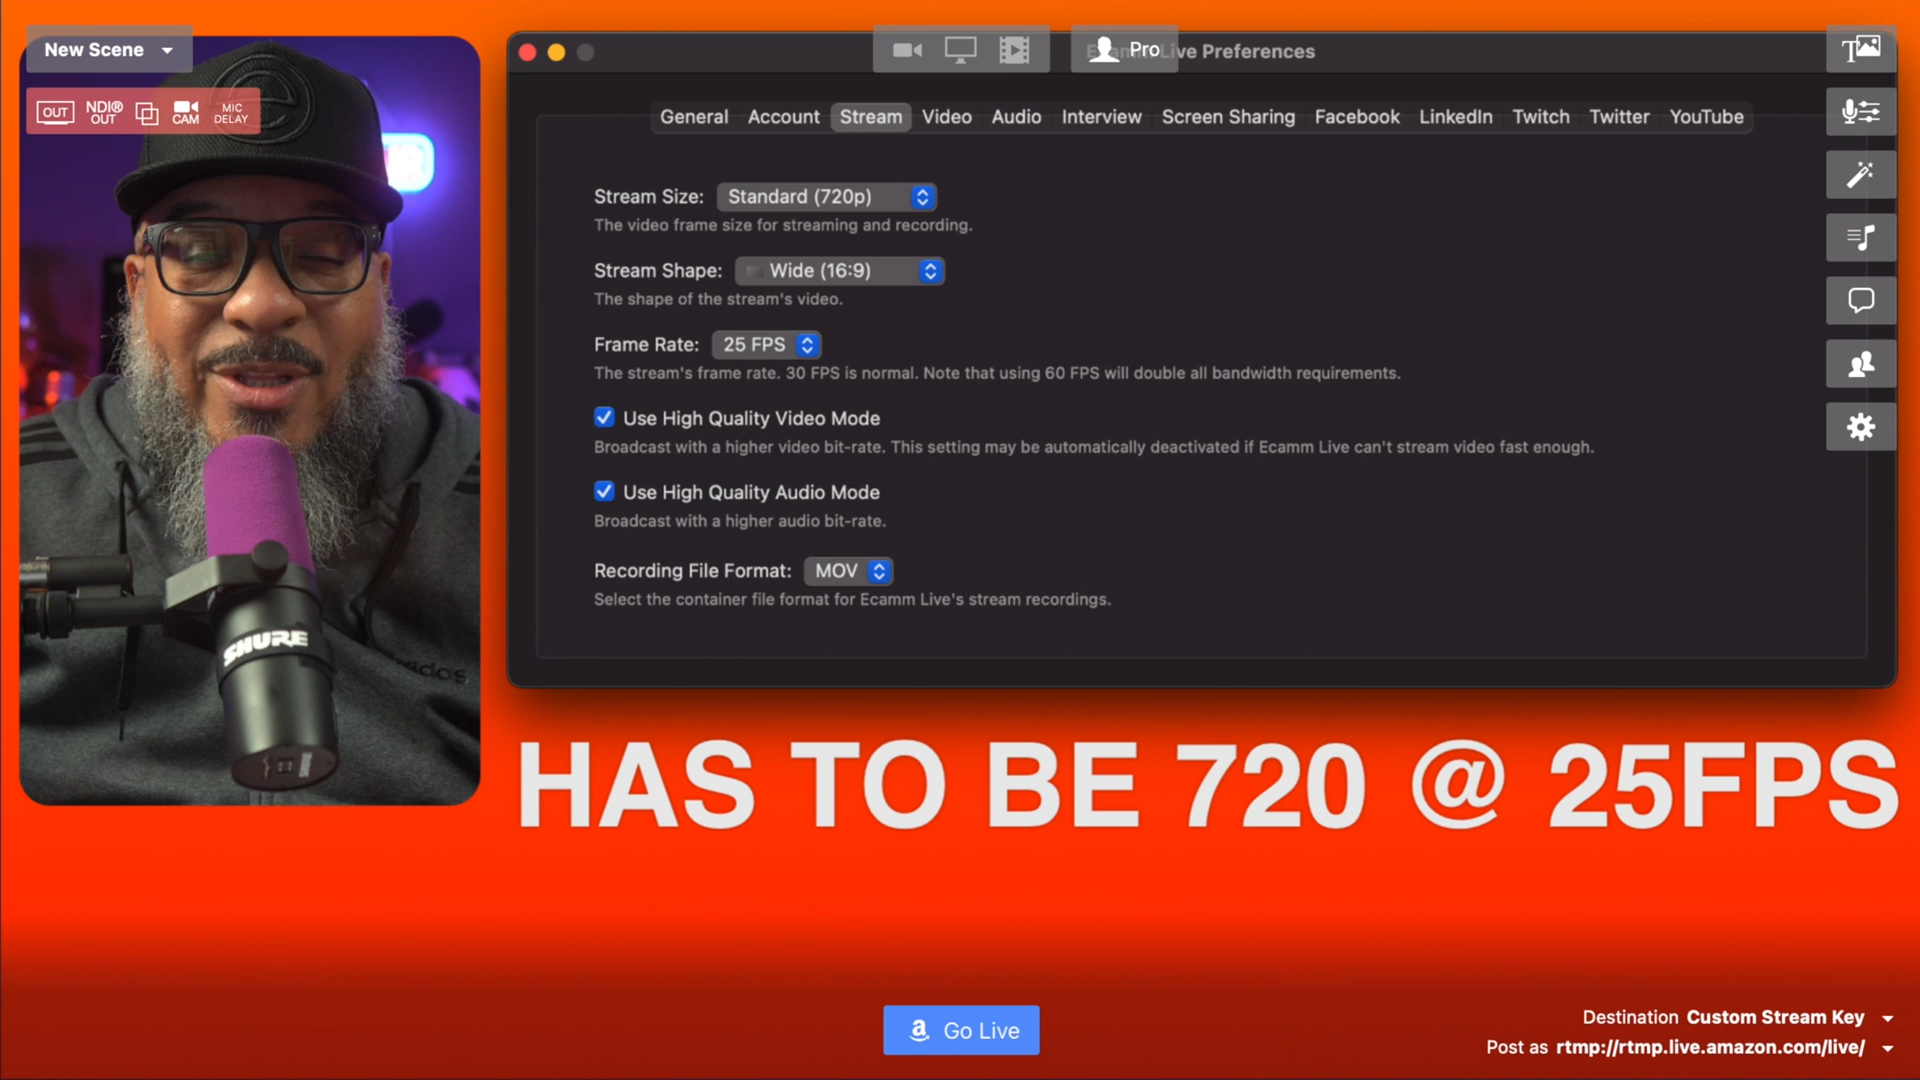 New Scene
OUT
NDI® OUT
CAM
MIC DELAY
Pro
Live Preferences
General Account Stream Video Audio Interview Screen Sharing Facebook LinkedIn Twitch Twitter YouTube
Stream Size: Standard (720p)
The video frame size for streaming and recording.
Stream Shape: Wide (16:9)
The shape of the stream's video.
Frame Rate: 25 FPS
The stream's frame rate. 30 FPS is normal. Note that using 60 FPS will double all bandwidth requirements.
Use High Quality Video Mode
Broadcast with a higher video bit-rate. This setting may be automatically deactivated if Ecamm Live can't stream video fast enough.
Use High Quality Audio Mode
Broadcast with a higher audio bit-rate.
Recording File Format: MOV
Select the container file format for Ecamm Live's stream recordings.
SHURE
HAS TO BE 720 @ 25FPS
Go Live
Destination Custom Stream Key
Post as rtmp://rtmp.live.amazon.com/live/